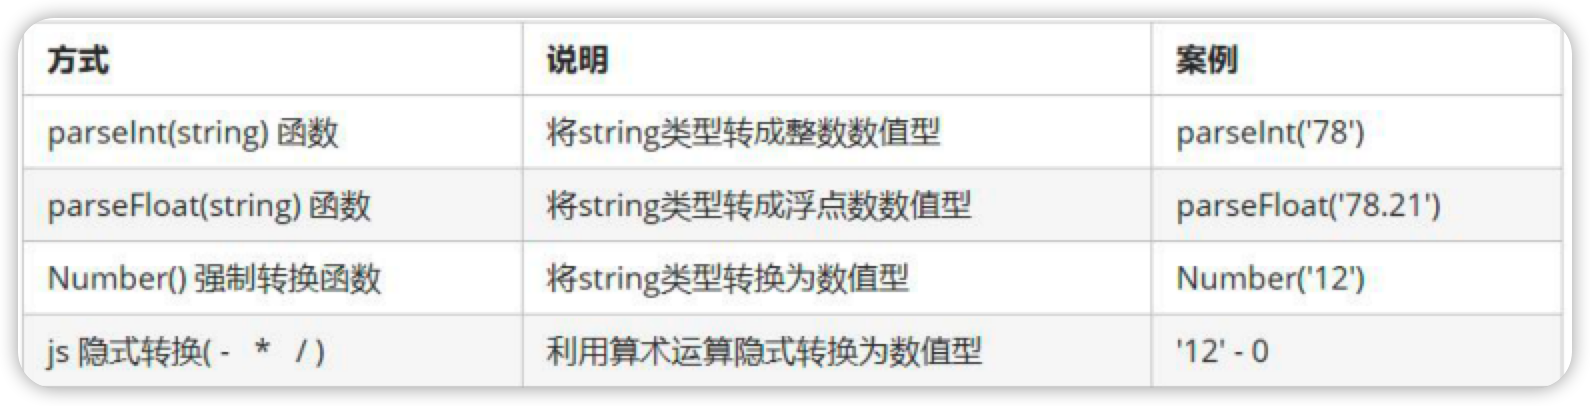 方式 说明 案例
parseInt(string) 函数 将string类型转成整数数值型 parseInt('78')
parseFloat(string) 函数 将string类型转成浮点数数值型 parseFloat('78.21')
Number() 强制转换函数 将string类型转换为数值型 Number('12')
js 隐式转换( - * / ) 利用算术运算隐式转换为数值型 '12' - 0